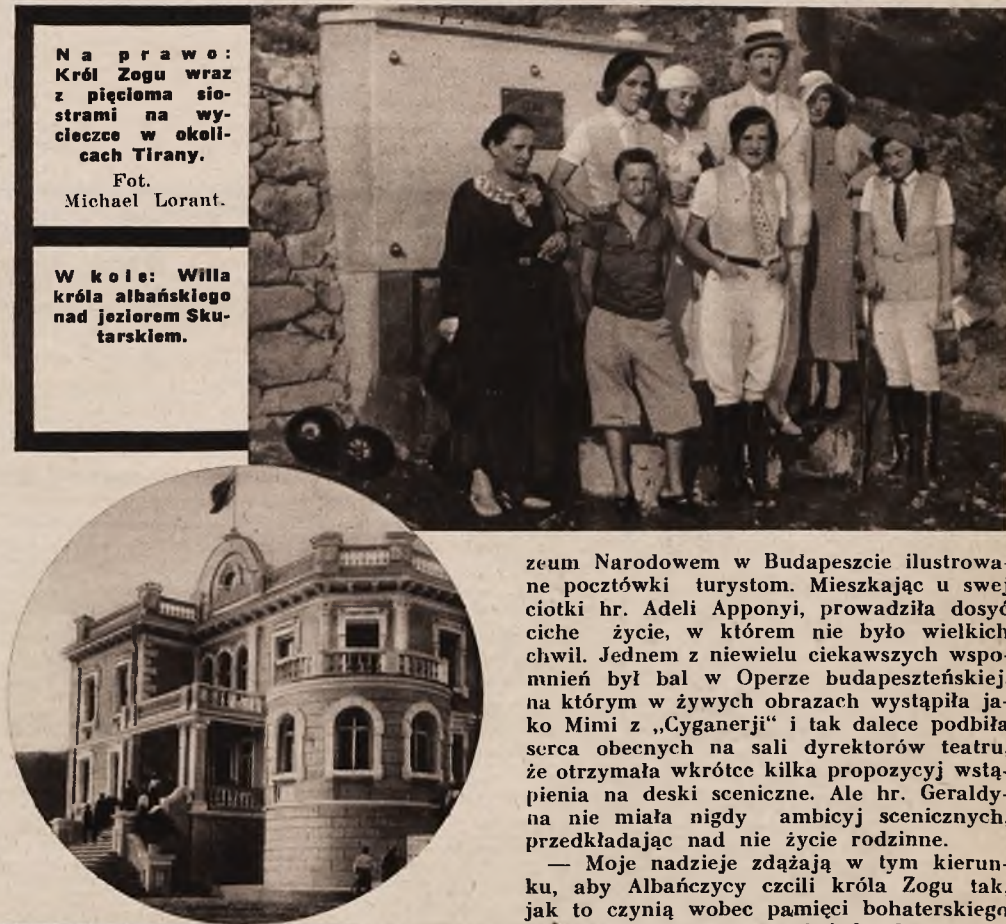 Na prawo:
Król Zogu wraz
z pięcioma sio-
strami na wy-
cieczce w okoli-
cach Tirany.
Fot.
Michael Lorant.
W kole: Willa
króla albańskiego
nad jeziorem Sku-
tarskiem.
zeum Narodowem w Budapeszcie ilustrowa-
ne pocztówki turystom. Mieszkając u swej
ciotki hr. Adeli Apponyi, prowadziła dosyć
ciche życie, w którem nie było wielkich
chwil. Jednem z niewielu ciekawszych wspo-
mnień był bal w Operze budapeszteńskiej,
na którym w żywych obrazach wystąpiła ja-
ko Mimi z „Cyganerji“ i tak dalece podbiła
serca obecnych na sali dyrektorów teatru,
że otrzymała wkrótce kilka propozycyj wstą-
pienia na deski sceniczne. Ale hr. Geraldy-
na nie miała nigdy ambicyj scenicznych,
przedkładając nad nie życie rodzinne.
— Moje nadzieje zdążają w tym kierun-
ku, aby Albańczycy czcili króla Zogu tak,
jak to czynią wobec pamięci bohaterskiego